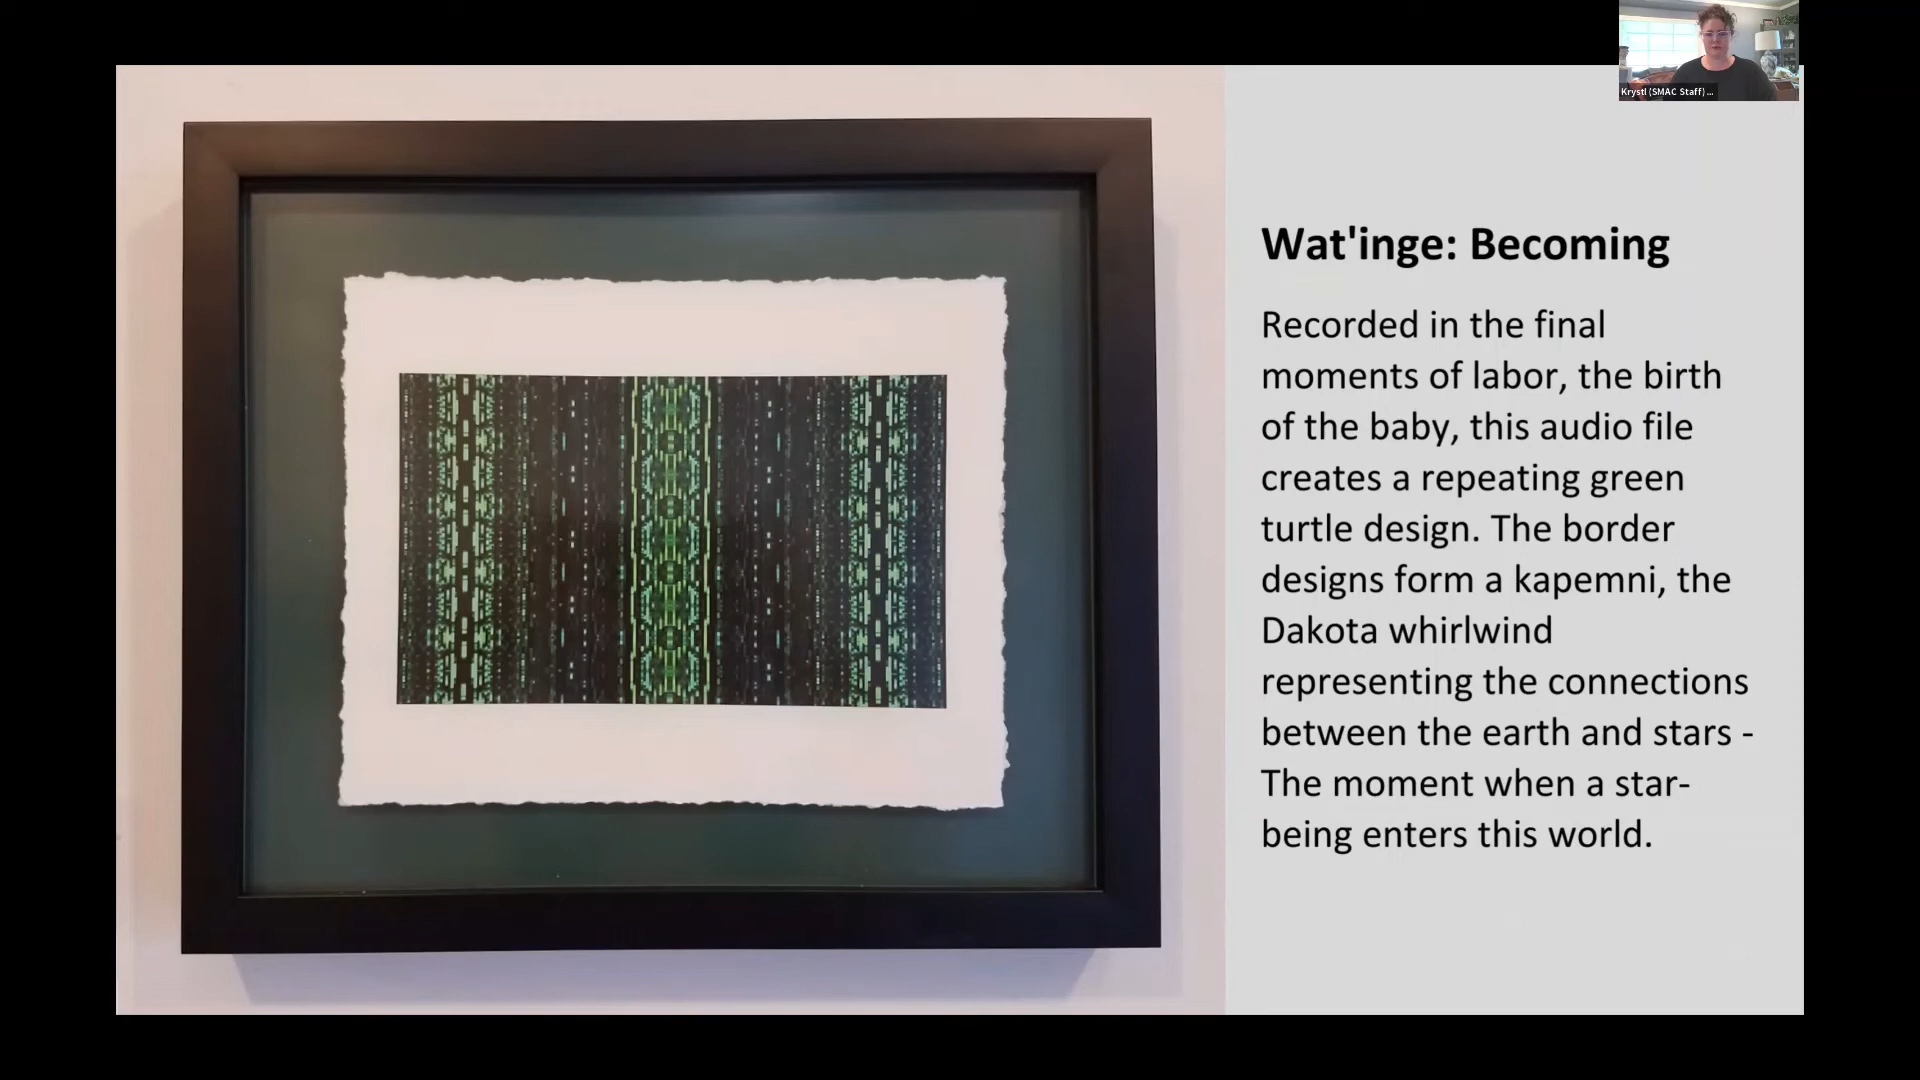 Krystl (SMAC Staff) ...
Wat'inge: Becoming
Recorded in the final
moments of labor, the birth
of the baby, this audio file
creates a repeating green
turtle design. The border
designs form a kapemni, the
Dakota whirlwind
representing the connections
between the earth and stars -
The moment when a star-
being enters this world.